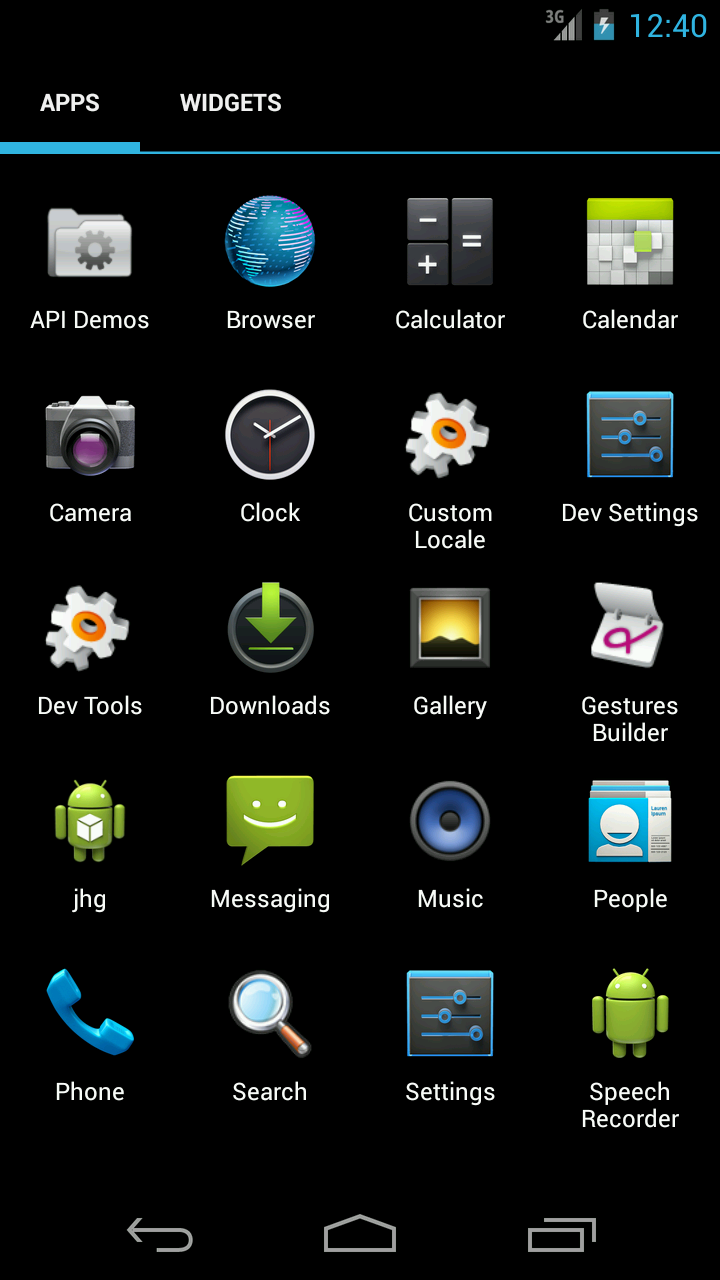 3G 12:40
APPS WIDGETS
API Demos Browser Calculator Calendar
Camera Clock Custom Locale Dev Settings
Dev Tools Downloads Gallery Gestures Builder
jhg Messaging Music People
Phone Search Settings Speech Recorder